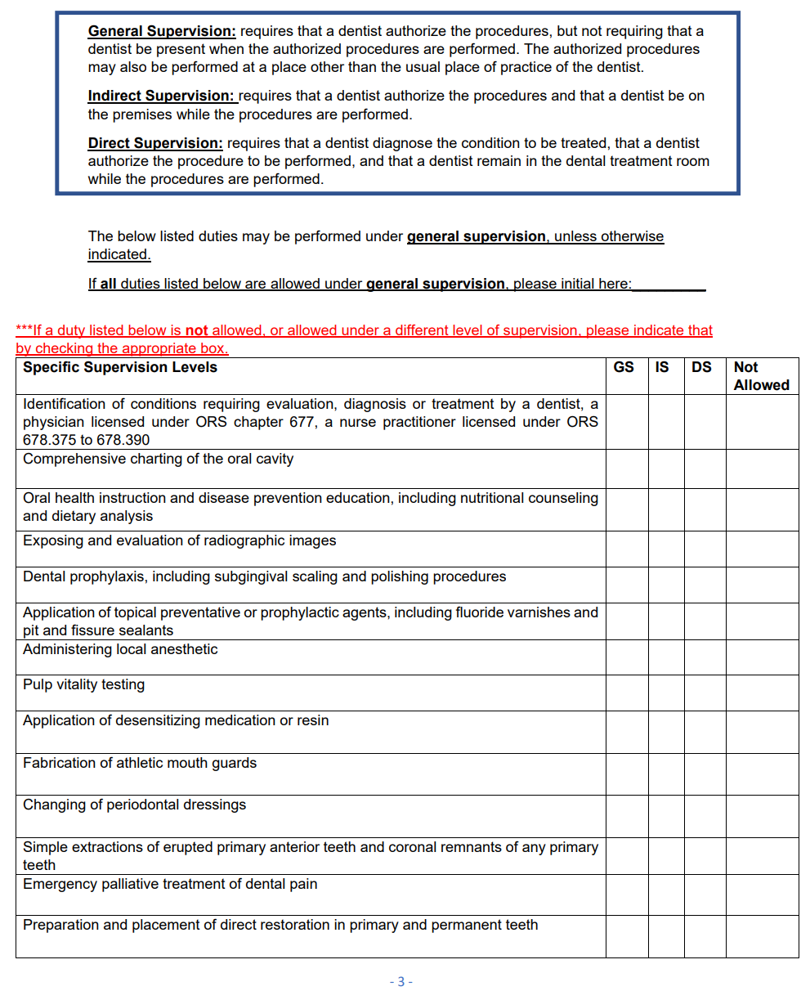 General Supervision: requires that a dentist authorize the procedures, but not requiring that a
dentist be present when the authorized procedures are performed. The authorized procedures
may also be performed at a place other than the usual place of practice of the dentist.
Indirect Supervision: requires that a dentist authorize the procedures and that a dentist be on
the premises while the procedures are performed.
Direct Supervision: requires that a dentist diagnose the condition to be treated, that a dentist
authorize the procedure to be performed, and that a dentist remain in the dental treatment room
while the procedures are performed.
The below listed duties may be performed under general supervision, unless otherwise
indicated.
If all duties listed below are allowed under general supervision, please initial here:_________
***If a duty listed below is not allowed, or allowed under a different level of supervision, please indicate that
by checking the appropriate box.
Specific Supervision Levels GS IS DS Not
Allowed
Identification of conditions requiring evaluation, diagnosis or treatment by a dentist, a
physician licensed under ORS chapter 677, a nurse practitioner licensed under ORS
678.375 to 678.390
Comprehensive charting of the oral cavity
Oral health instruction and disease prevention education, including nutritional counseling
and dietary analysis
Exposing and evaluation of radiographic images
Dental prophylaxis, including subgingival scaling and polishing procedures
Application of topical preventative or prophylactic agents, including fluoride varnishes and
pit and fissure sealants
Administering local anesthetic
Pulp vitality testing
Application of desensitizing medication or resin
Fabrication of athletic mouth guards
Changing of periodontal dressings
Simple extractions of erupted primary anterior teeth and coronal remnants of any primary
teeth
Emergency palliative treatment of dental pain
Preparation and placement of direct restoration in primary and permanent teeth
- 3 -